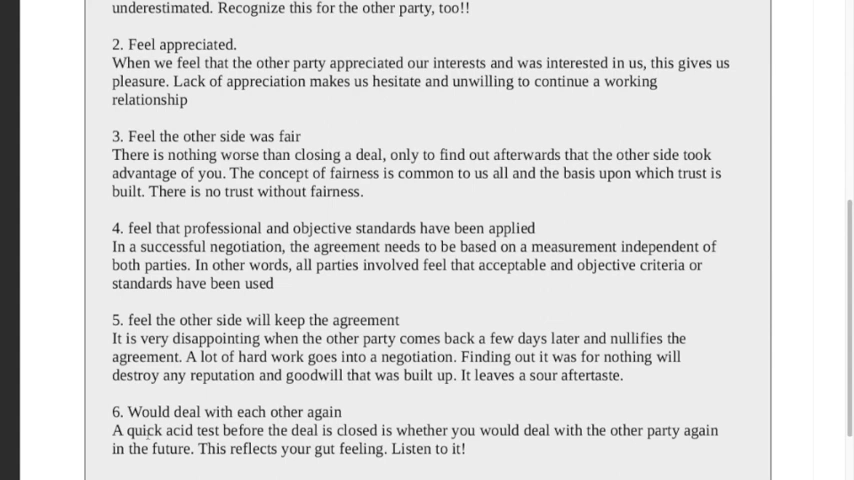 underestimated. Recognize this for the other party, too!!
2. Feel appreciated.
When we feel that the other party appreciated our interests and was interested in us, this gives us
pleasure. Lack of appreciation makes us hesitate and unwilling to continue a working
relationship
3. Feel the other side was fair
There is nothing worse than closing a deal, only to find out afterwards that the other side took
advantage of you. The concept of fairness is common to us all and the basis upon which trust is
built. There is no trust without fairness.
4. feel that professional and objective standards have been applied
In a successful negotiation, the agreement needs to be based on a measurement independent of
both parties. In other words, all parties involved feel that acceptable and objective criteria or
standards have been used
5. feel the other side will keep the agreement
It is very disappointing when the other party comes back a few days later and nullifies the
agreement. A lot of hard work goes into a negotiation. Finding out it was for nothing will
destroy any reputation and goodwill that was built up. It leaves a sour aftertaste.
6. Would deal with each other again
A quick acid test before the deal is closed is whether you would deal with the other party again
in the future. This reflects your gut feeling. Listen to it!